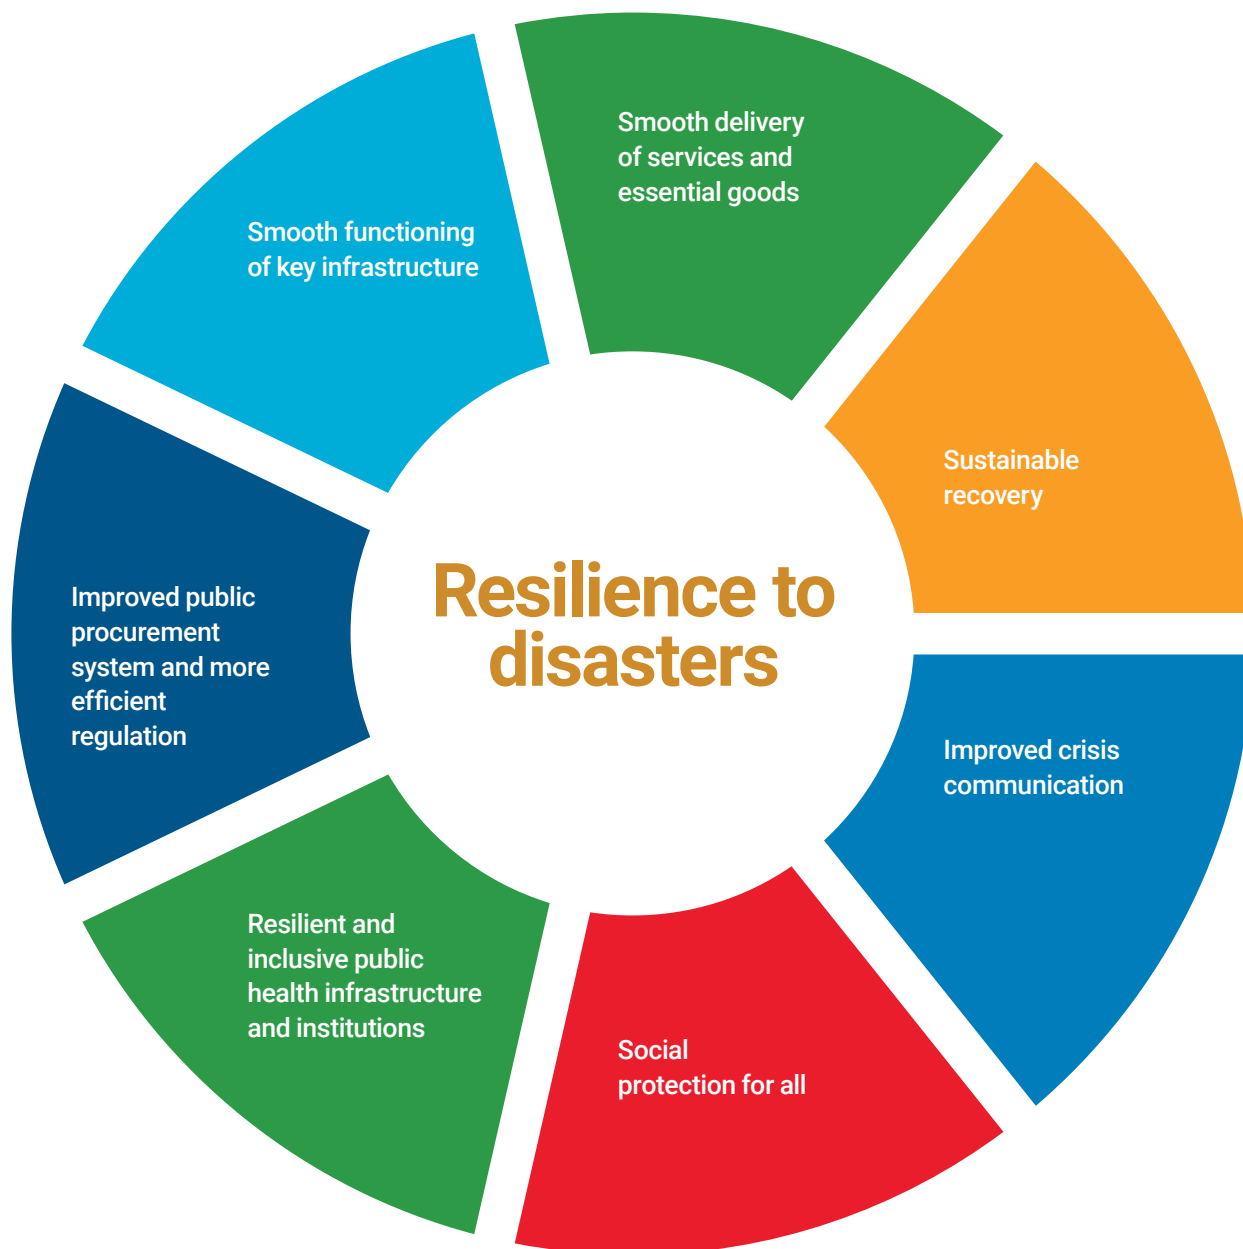 Smooth delivery
of services and
essential goods
Smooth functioning
of key infrastructure
Sustainable
recovery
Resilience to
disasters
Improved public
procurement
system and more
efficient
regulation
Improved crisis
communication
Resilient and
inclusive public
health infrastructure
and institutions
Social
protection for all